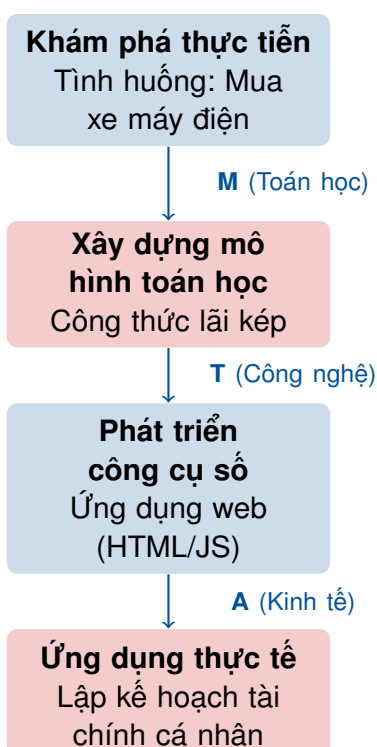 Khám phá thực tiễn
Tình huống: Mua
xe máy điện
M (Toán học)
Xây dựng mô
hình toán học
Công thức lãi kép
T (Công nghệ)
Phát triển
công cụ số
Ứng dụng web
(HTML/JS)
A (Kinh tế)
Ứng dụng thực tế
Lập kế hoạch tài
chính cá nhân